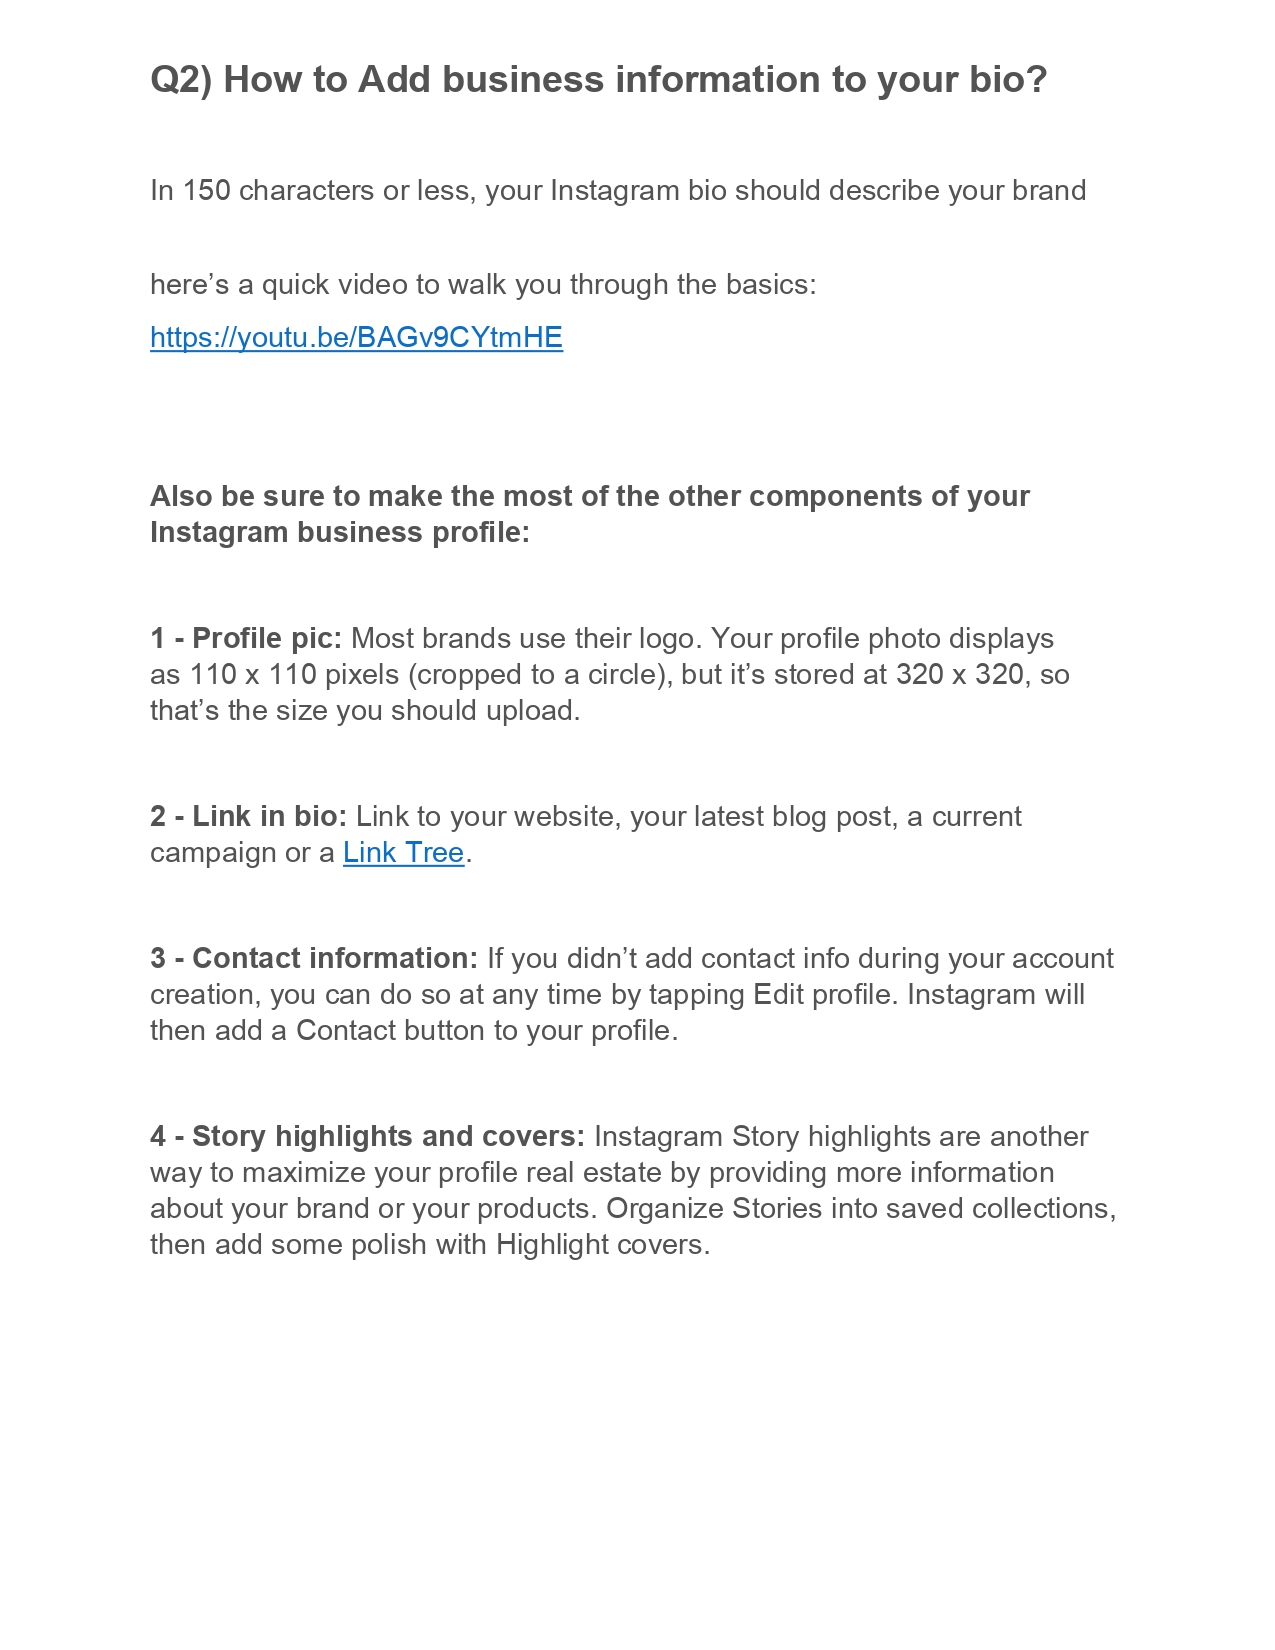 Q2) How to Add business information to your bio?
In 150 characters or less, your Instagram bio should describe your brand
here’s a quick video to walk you through the basics:
https://youtu.be/BAGv9CYtmHE
Also be sure to make the most of the other components of your
Instagram business profile:
1 - Profile pic: Most brands use their logo. Your profile photo displays
as 110 x 110 pixels (cropped to a circle), but it’s stored at 320 x 320, so
that’s the size you should upload.
2 - Link in bio: Link to your website, your latest blog post, a current
campaign or a Link Tree.
3 - Contact information: If you didn’t add contact info during your account
creation, you can do so at any time by tapping Edit profile. Instagram will
then add a Contact button to your profile.
4 - Story highlights and covers: Instagram Story highlights are another
way to maximize your profile real estate by providing more information
about your brand or your products. Organize Stories into saved collections,
then add some polish with Highlight covers.